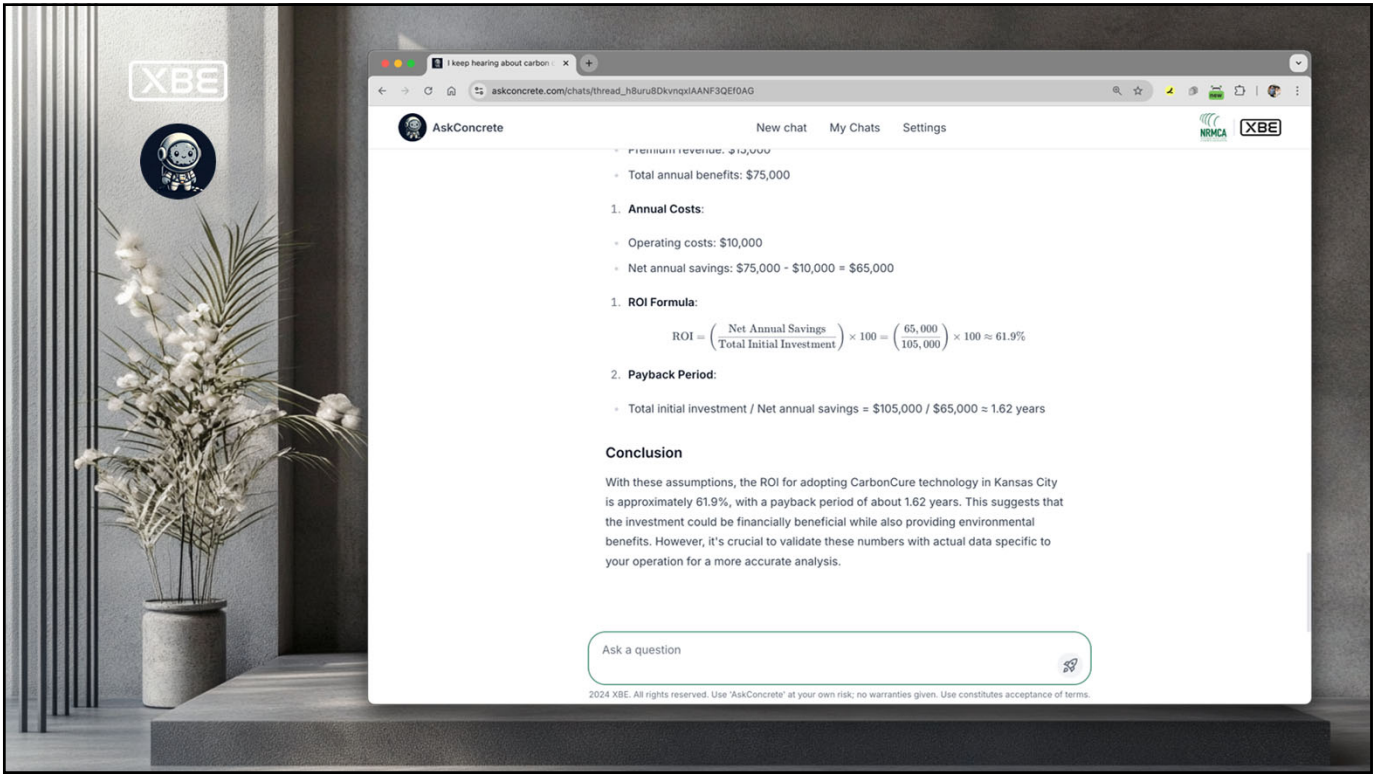 XBE
I keep hearing about carbon c
askconcrete.com/chats/thread_h8uru8DkvnqxIAANF3QEf0AG
new
AskConcrete
New chat
My Chats
Settings
NRMCA
XBE
Premium revenue: $15,000
Total annual benefits: $75,000
1. Annual Costs:
Operating costs: $10,000
Net annual savings: $75,000 - $10,000 = $65,000
1. ROI Formula:
ROI = (Net Annual Savings / Total Initial Investment) × 100 = (65,000 / 105,000) × 100 ≈ 61.9%
2. Payback Period:
Total initial investment / Net annual savings = $105,000 / $65,000 ≈ 1.62 years
Conclusion
With these assumptions, the ROI for adopting CarbonCure technology in Kansas City
is approximately 61.9%, with a payback period of about 1.62 years. This suggests that
the investment could be financially beneficial while also providing environmental
benefits. However, it's crucial to validate these numbers with actual data specific to
your operation for a more accurate analysis.
Ask a question
2024 XBE. All rights reserved. Use 'AskConcrete' at your own risk; no warranties given. Use constitutes acceptance of terms.